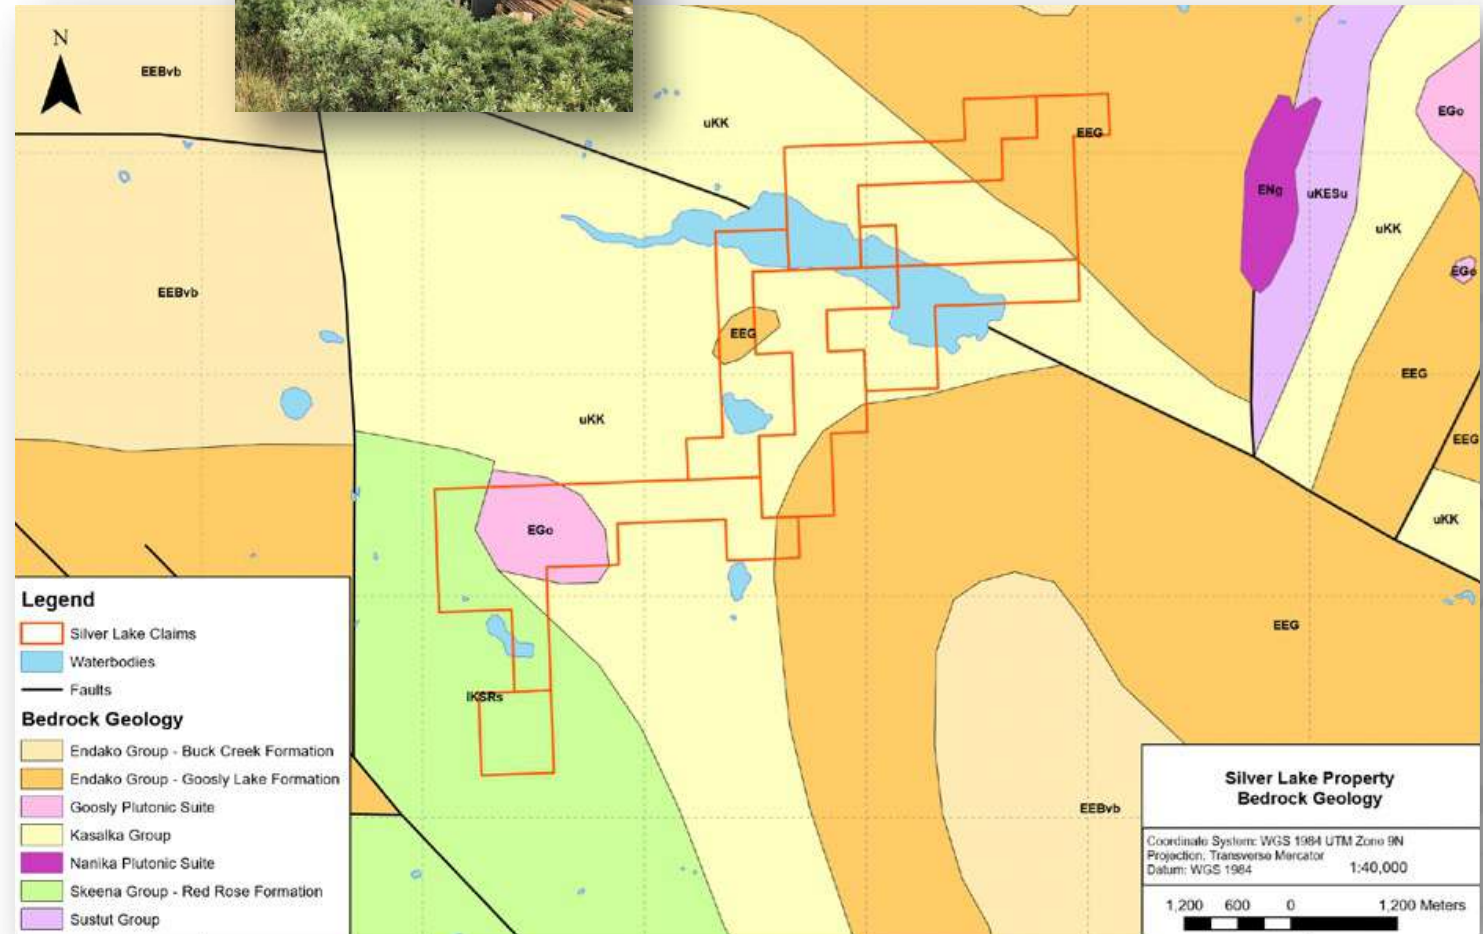 N
EEBvb
uKK
EEG
EGo
ENg
uKESu
uKK
EGo
EEBvb
EEG
EEG
uKK
EEG
EGo
uKK
EEG
lKSRs
EEBvb
Legend
Silver Lake Claims
Waterbodies
Faults
Bedrock Geology
Endako Group - Buck Creek Formation
Endako Group - Goosly Lake Formation
Goosly Plutonic Suite
Kasalka Group
Nanika Plutonic Suite
Skeena Group - Red Rose Formation
Sustut Group
Silver Lake Property
Bedrock Geology
Coordinate System: WGS 1984 UTM Zone 9N
Projection: Transverse Mercator
Datum: WGS 1984 1:40,000
1,200 600 0 1,200 Meters